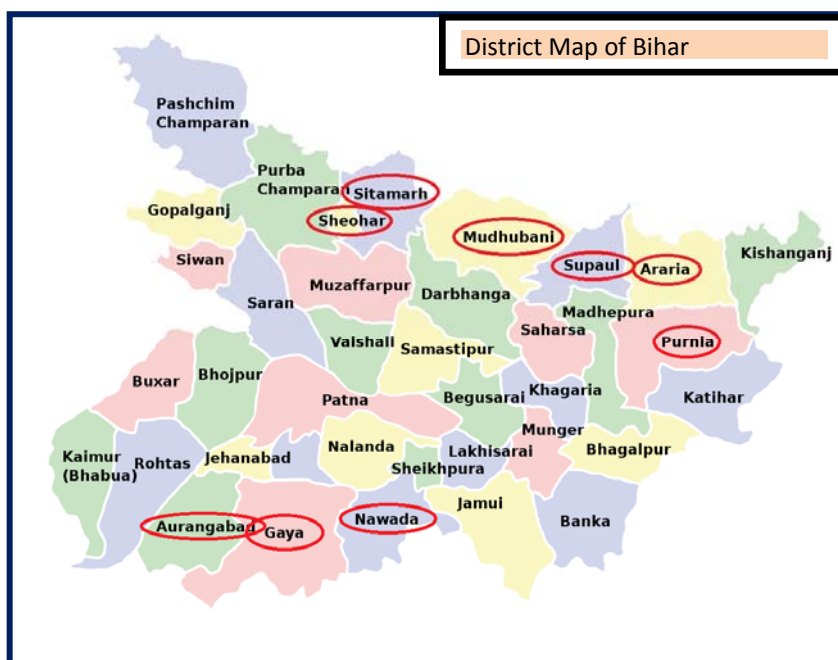 District Map of Bihar
Pashchim
Champaran
Purba
Champaran
Sitamarh
Gopalganj
Sheohar
Mudhubani
Kishanganj
Siwan
Supaul
Araria
Muzaffarpur
Darbhanga
Saran
Madhepura
Saharsa
Vaishali
Samastipur
Purnia
Buxar
Bhojpur
Patna
Begusarai
Khagaria
Katihar
Munger
Kaimur
(Bhabua)
Rohtas
Jehanabad
Nalanda
Lakhisarai
Bhagalpur
Sheikhpura
Jamui
Aurangabad
Gaya
Nawada
Banka